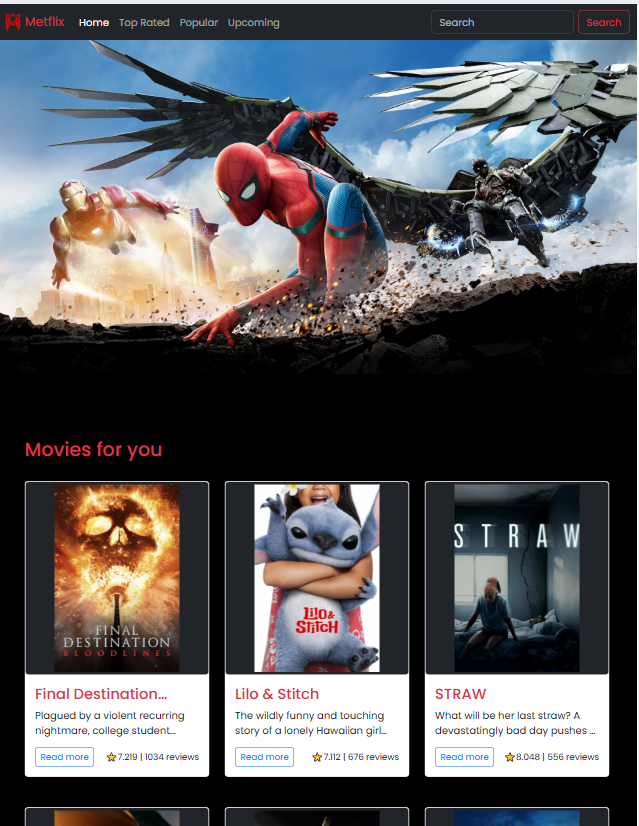 Metflix Home Top Rated Popular Upcoming Search Search
Movies for you
FINAL
DESTINATION
BLOODLINES
Lilo &
Stitch
STRAW
Final Destination...
Plagued by a violent recurring
nightmare, college student...
Read more 7.219 | 1034 reviews
Lilo & Stitch
The wildly funny and touching
story of a lonely Hawaiian girl...
Read more 7.112 | 676 reviews
STRAW
What will be her last straw? A
devastatingly bad day pushes ...
Read more 8.048 | 556 reviews